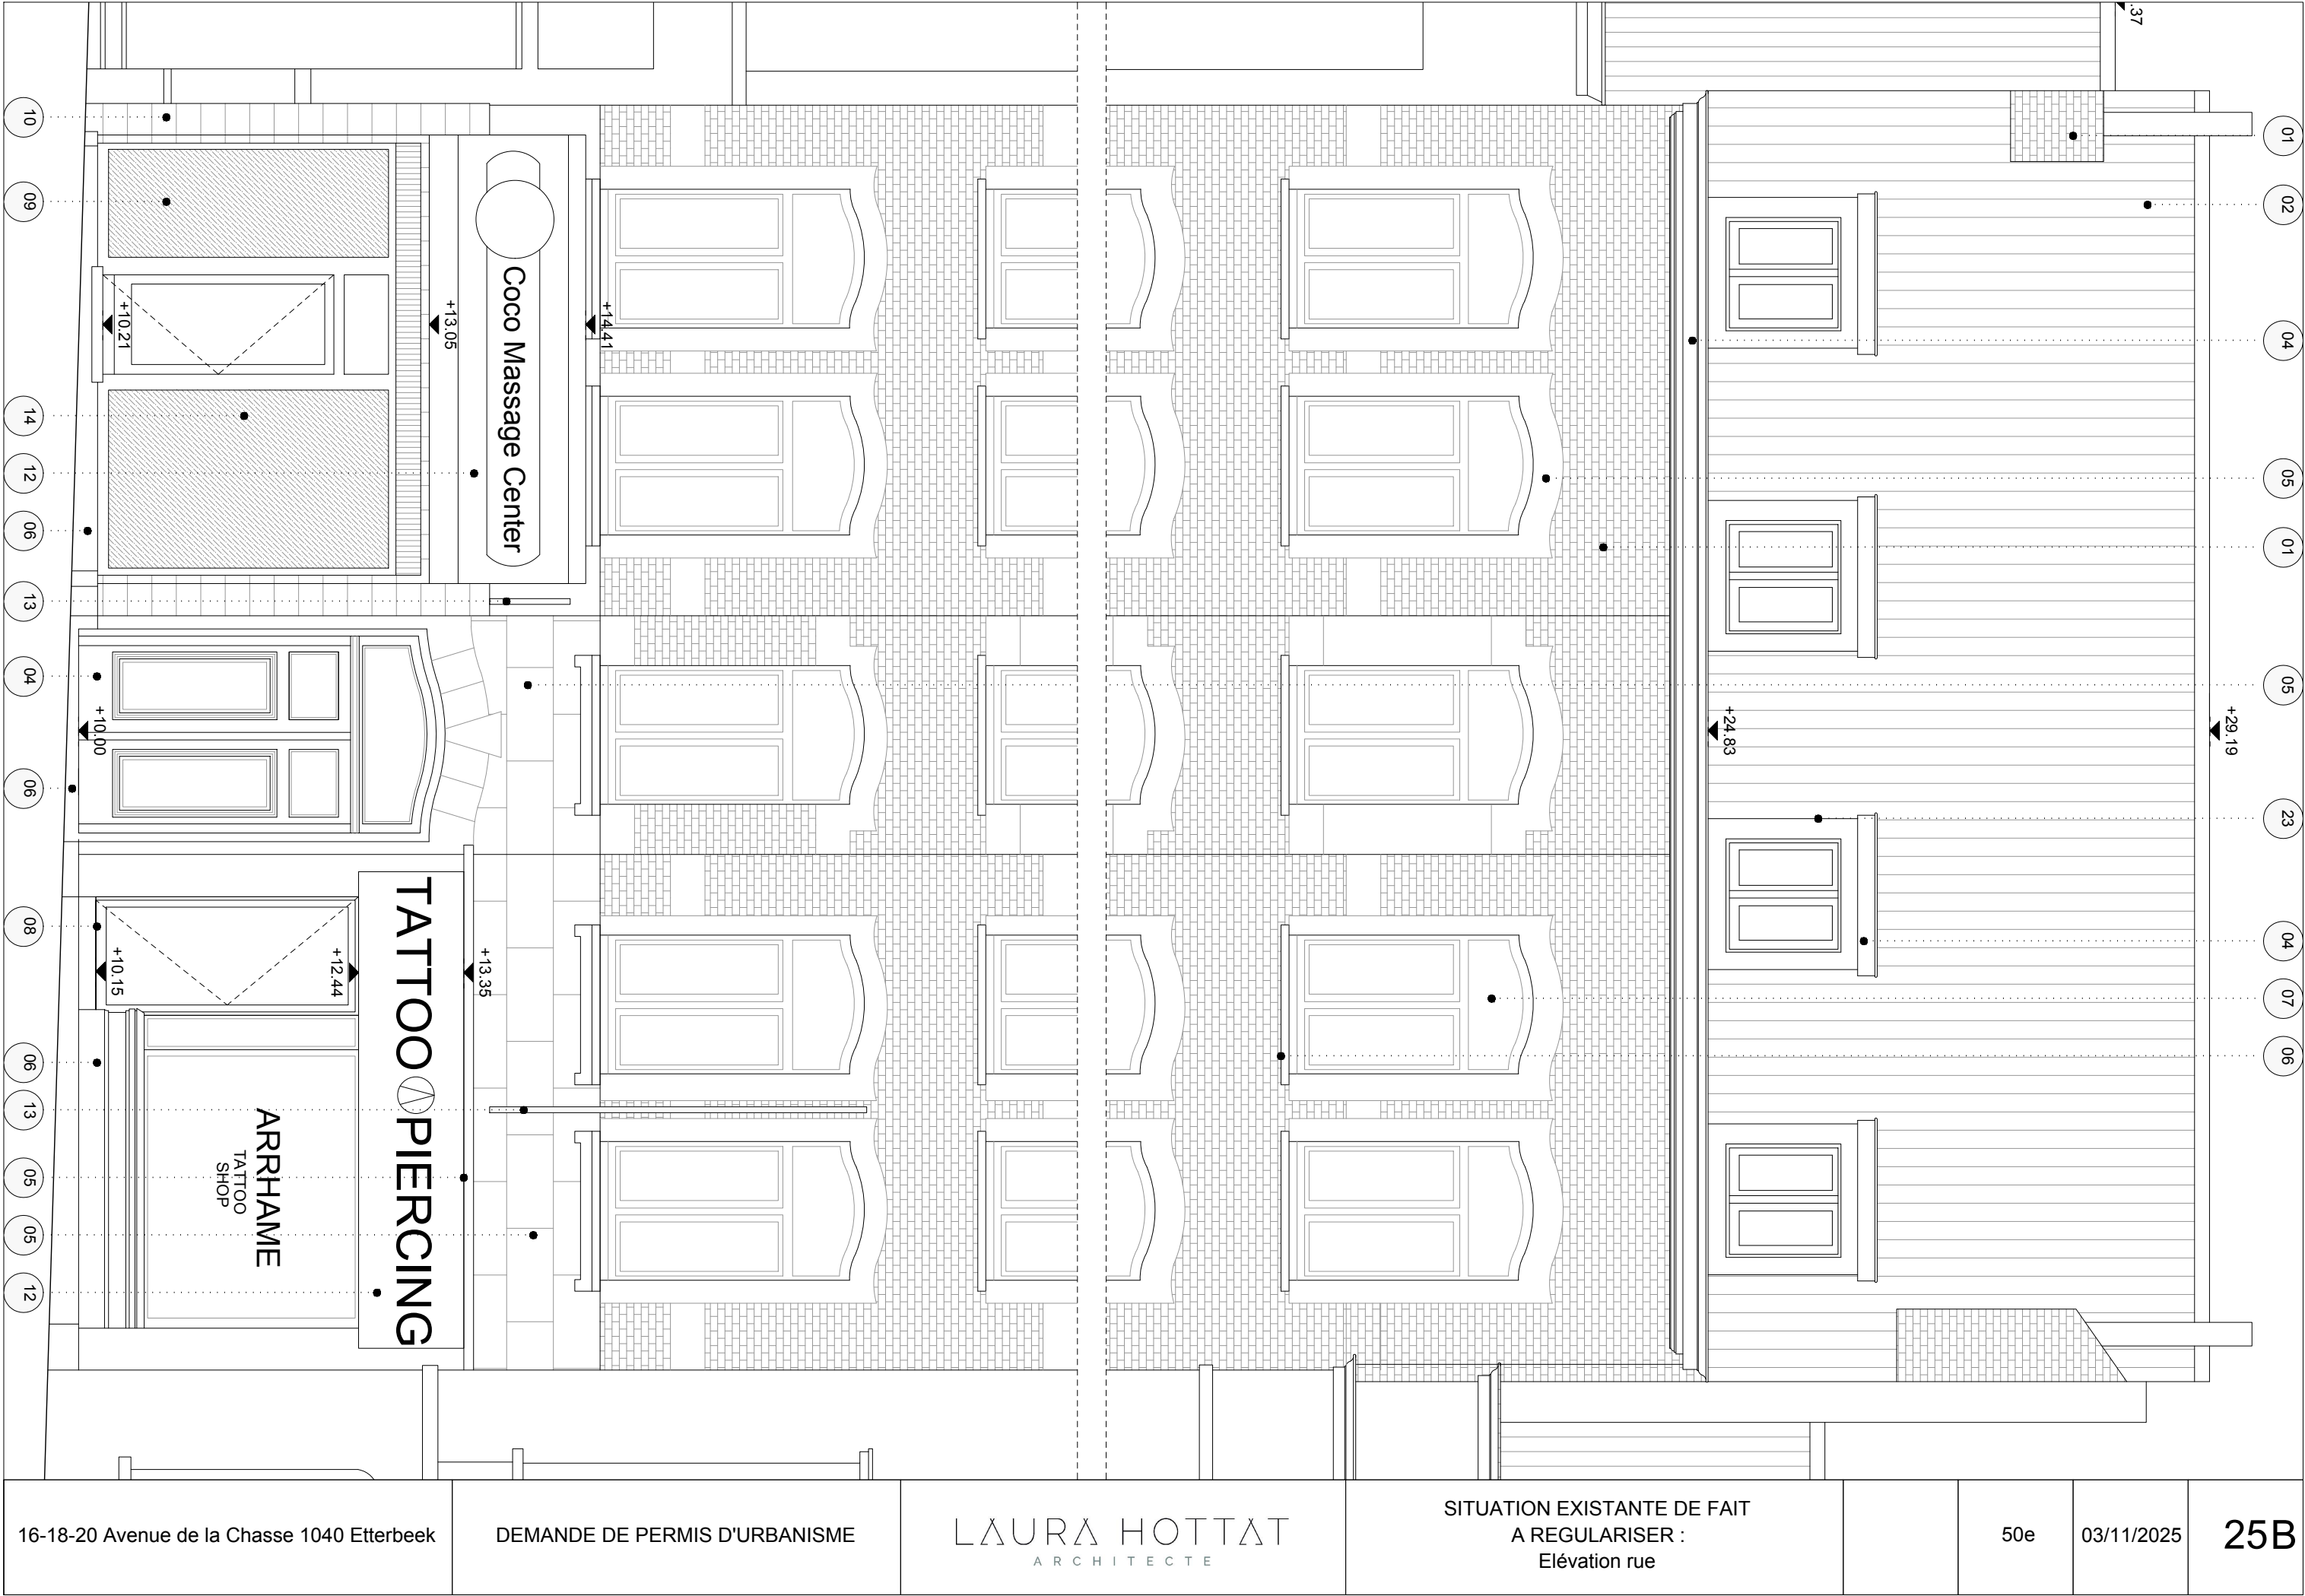 .37
10
09
14
12
06
13
04
06
08
06
13
05
05
12
01
02
04
05
01
05
23
04
07
06
+10.21
+13.05
+14.41
Coco Massage Center
+10.00
+24.83
+29.19
+10.15
+12.44
+13.35
TATTOO PIERCING
ARRHAME
TATTOO
SHOP
16-18-20 Avenue de la Chasse 1040 Etterbeek
DEMANDE DE PERMIS D'URBANISME
LAURA HOTTAT
ARCHITECTE
SITUATION EXISTANTE DE FAIT
A REGULARISER :
Elévation rue
50e
03/11/2025
25B